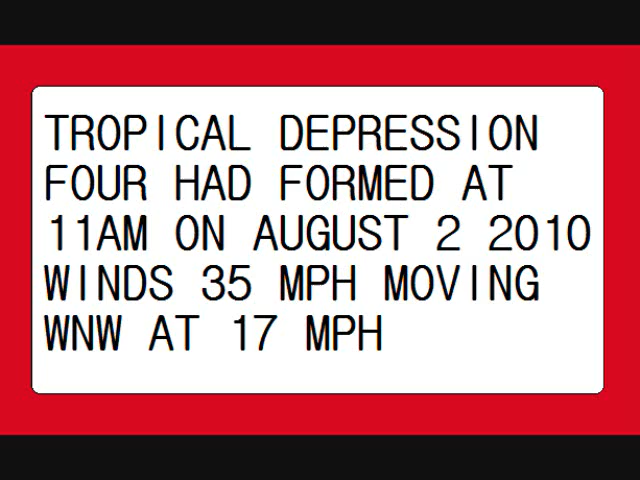 TROPICAL DEPRESSION
FOUR HAD FORMED AT
11AM ON AUGUST 2 2010
WINDS 35 MPH MOVING
WNW AT 17 MPH